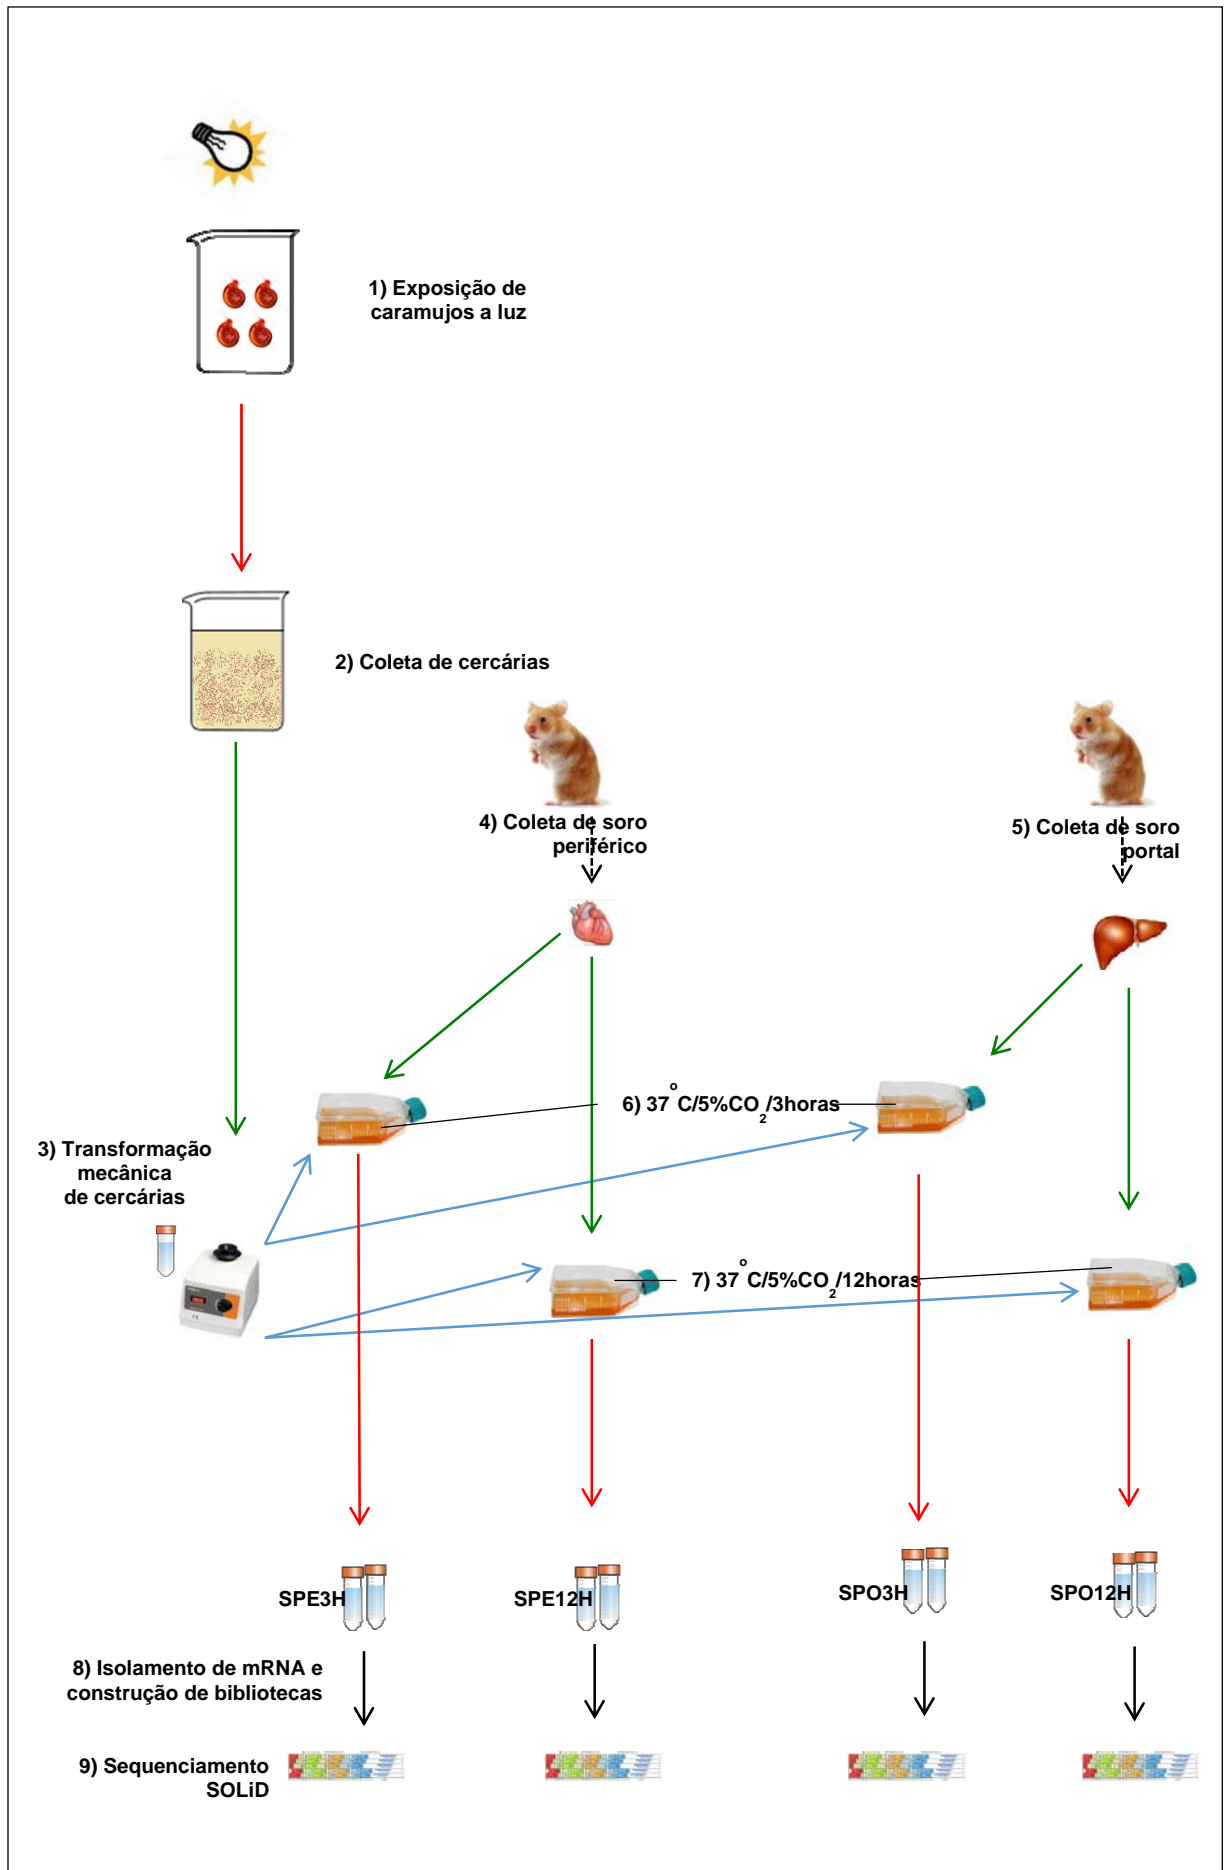 1) Exposição de
caramujos a luz
2) Coleta de cercárias
4) Coleta de soro
periférico
5) Coleta de soro
portal
6) 37°C/5%CO2/3horas
3) Transformação
mecânica
de cercárias
7) 37°C/5%CO2/12horas
SPE3H
SPE12H
SPO3H
SPO12H
8) Isolamento de mRNA e
construção de bibliotecas
9) Sequenciamento
SOLiD